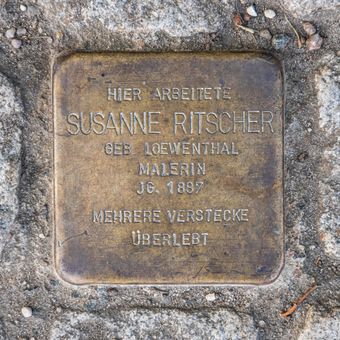 HIER ARBEITETE
SUSANNE RITSCHER
GEB. LOEWENTHAL
MALERIN
JG. 1897
MEHRERE VERSTECKE
ÜBERLEBT